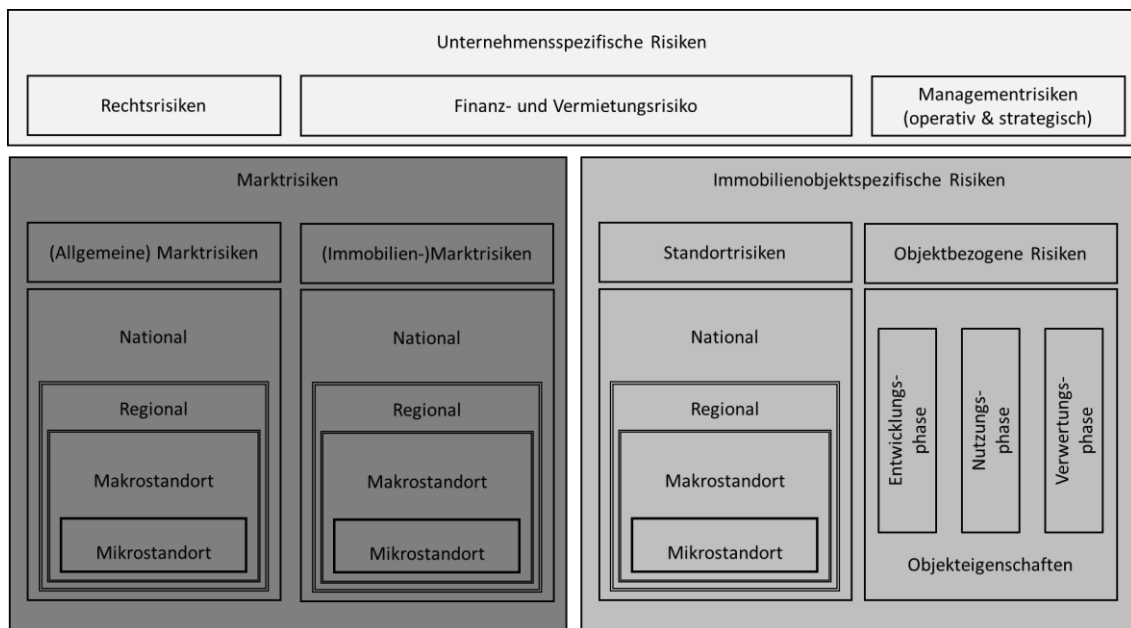 Unternehmensspezifische Risiken
Rechtsrisiken
Finanz- und Vermietungsrisiko
Managementrisiken
(operativ & strategisch)
Marktrisiken
(Allgemeine) Marktrisiken
National
Regional
Makrostandort
Mikrostandort
(Immobilien-)Marktrisiken
National
Regional
Makrostandort
Mikrostandort
Immobilienobjektspezifische Risiken
Standortrisiken
National
Regional
Makrostandort
Mikrostandort
Objektbezogene Risiken
Entwicklungs-
phase
Nutzungs-
phase
Verwertungs-
phase
Objekteigenschaften